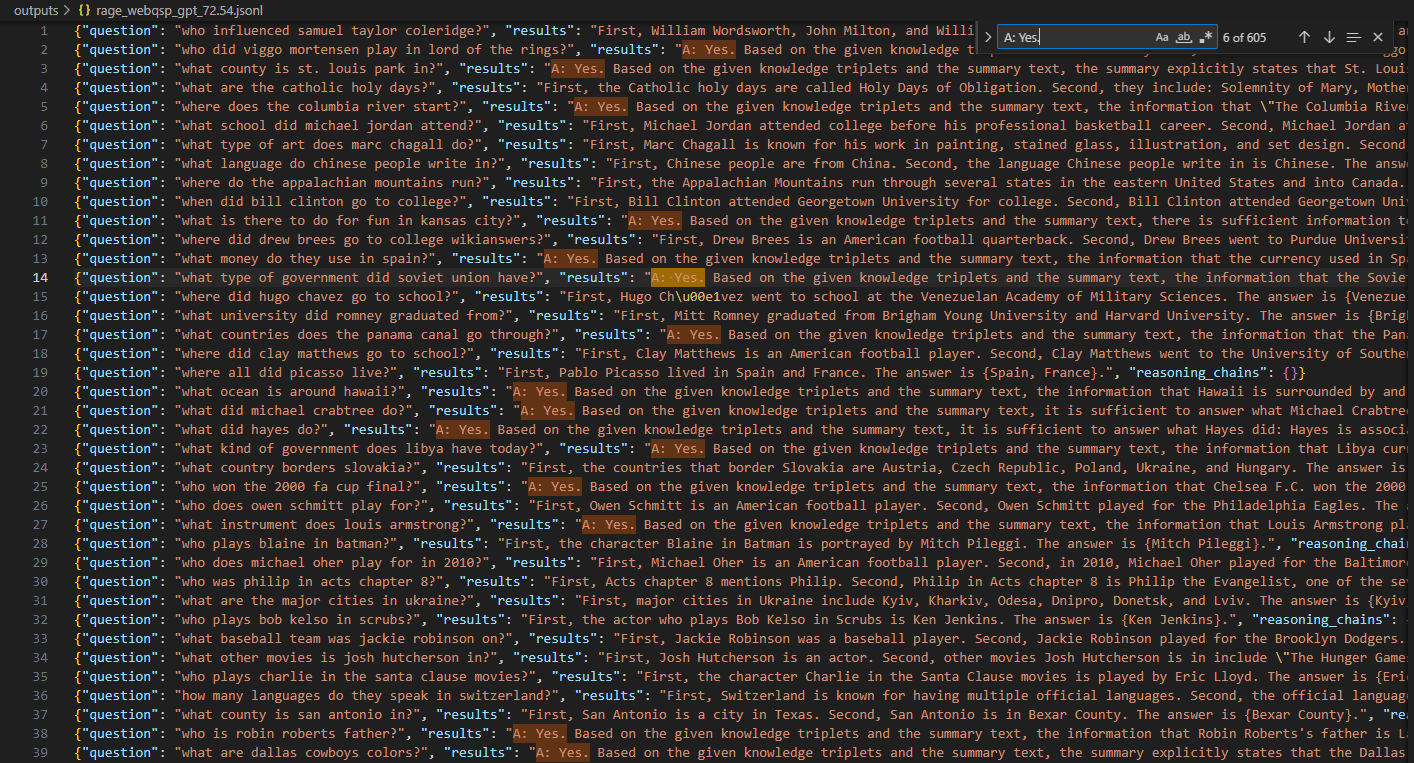 outputs > {} rage_webqsp_gpt_72.54.jsonl
A: Yes. Aa ab 6 of 605
1 {"question": "who influenced samuel taylor coleridge?", "results": "First, William Wordsworth, John Milton, and Willi
2 {"question": "who did viggo mortensen play in lord of the rings?", "results": "A: Yes. Based on the given knowledge t
3 {"question": "what county is st. louis park in?", "results": "A: Yes. Based on the given knowledge triplets and the summary text, the summary explicitly states that St. Louis
4 {"question": "what are the catholic holy days?", "results": "First, the Catholic holy days are called Holy Days of Obligation. Second, they include: Solemnity of Mary, Mother
5 {"question": "where does the columbia river start?", "results": "A: Yes. Based on the given knowledge triplets and the summary text, the information that \"The Columbia River
6 {"question": "what school did michael jordan attend?", "results": "First, Michael Jordan attended college before his professional basketball career. Second, Michael Jordan at
7 {"question": "what type of art does marc chagall do?", "results": "First, Marc Chagall is known for his work in painting, stained glass, illustration, and set design. Second,
8 {"question": "what language do chinese people write in?", "results": "First, Chinese people are from China. Second, the language Chinese people write in is Chinese. The answe
9 {"question": "where do the appalachian mountains run?", "results": "First, the Appalachian Mountains run through several states in the eastern United States and into Canada.
10 {"question": "when did bill clinton go to college?", "results": "First, Bill Clinton attended Georgetown University for college. Second, Bill Clinton attended Georgetown Uni
11 {"question": "what is there to do for fun in kansas city?", "results": "A: Yes. Based on the given knowledge triplets and the summary text, there is sufficient information to
12 {"question": "where did drew brees go to college wikianswers?", "results": "First, Drew Brees is an American football quarterback. Second, Drew Brees went to Purdue Universit
13 {"question": "what money do they use in spain?", "results": "A: Yes. Based on the given knowledge triplets and the summary text, the information that the currency used in Spa
14 {"question": "what type of government did soviet union have?", "results": "A: Yes. Based on the given knowledge triplets and the summary text, the information that the Sovie
15 {"question": "where did hugo chavez go to school?", "results": "First, Hugo Ch\u00e1vez went to school at the Venezuelan Academy of Military Sciences. The answer is {Venezue
16 {"question": "what university did romney graduated from?", "results": "First, Mitt Romney graduated from Brigham Young University and Harvard University. The answer is {Brig
17 {"question": "what countries does the panama canal go through?", "results": "A: Yes. Based on the given knowledge triplets and the summary text, the information that the Pan
18 {"question": "where did clay matthews go to school?", "results": "First, Clay Matthews is an American football player. Second, Clay Matthews went to the University of Souther
19 {"question": "where all did picasso live?", "results": "First, Pablo Picasso lived in Spain and France. The answer is {Spain, France}.", "reasoning_chains": {}}
20 {"question": "what ocean is around hawaii?", "results": "A: Yes. Based on the given knowledge triplets and the summary text, the information that Hawaii is surrounded by and
21 {"question": "what did michael crabtree do?", "results": "A: Yes. Based on the given knowledge triplets and the summary text, it is sufficient to answer what Michael Crabtree
22 {"question": "what did hayes do?", "results": "A: Yes. Based on the given knowledge triplets and the summary text, it is sufficient to answer what Hayes did: Hayes is associ
23 {"question": "what kind of government does libya have today?", "results": "A: Yes. Based on the given knowledge triplets and the summary text, the information that Libya curr
24 {"question": "what country borders slovakia?", "results": "First, the countries that border Slovakia are Austria, Czech Republic, Poland, Ukraine, and Hungary. The answer is
25 {"question": "who won the 2000 fa cup final?", "results": "A: Yes. Based on the given knowledge triplets and the summary text, the information that Chelsea F.C. won the 2000
26 {"question": "who does owen schmitt play for?", "results": "First, Owen Schmitt is an American football player. Second, Owen Schmitt played for the Philadelphia Eagles. The a
27 {"question": "what instrument does louis armstrong?", "results": "A: Yes. Based on the given knowledge triplets and the summary text, the information that Louis Armstrong pla
28 {"question": "who plays blaine in batman?", "results": "First, the character Blaine in Batman is portrayed by Mitch Pileggi. The answer is {Mitch Pileggi}.", "reasoning_chain
29 {"question": "who does michael oher play for in 2010?", "results": "First, Michael Oher is an American football player. Second, in 2010, Michael Oher played for the Baltimor
30 {"question": "who was philip in acts chapter 8?", "results": "First, Acts chapter 8 mentions Philip. Second, Philip in Acts chapter 8 is Philip the Evangelist, one of the sev
31 {"question": "what are the major cities in ukraine?", "results": "First, major cities in Ukraine include Kyiv, Kharkiv, Odesa, Dnipro, Donetsk, and Lviv. The answer is {Kyiv
32 {"question": "who plays bob kelso in scrubs?", "results": "First, the actor who plays Bob Kelso in Scrubs is Ken Jenkins. The answer is {Ken Jenkins}.", "reasoning_chains":
33 {"question": "what baseball team was jackie robinson on?", "results": "First, Jackie Robinson was a baseball player. Second, Jackie Robinson played for the Brooklyn Dodgers.
34 {"question": "what other movies is josh hutcherson in?", "results": "First, Josh Hutcherson is an actor. Second, other movies Josh Hutcherson is in include \"The Hunger Game
35 {"question": "who plays charlie in the santa clause movies?", "results": "First, the character Charlie in the Santa Clause movies is played by Eric Lloyd. The answer is {Eri
36 {"question": "how many languages do they speak in switzerland?", "results": "First, Switzerland is known for having multiple official languages. Second, the official language
37 {"question": "what county is san antonio in?", "results": "First, San Antonio is a city in Texas. Second, San Antonio is in Bexar County. The answer is {Bexar County}.", "rea
38 {"question": "who is robin roberts father?", "results": "A: Yes. Based on the given knowledge triplets and the summary text, the information that Robin Roberts's father is La
39 {"question": "what are dallas cowboys colors?", "results": "A: Yes. Based on the given knowledge triplets and the summary text, the summary explicitly states that the Dallas